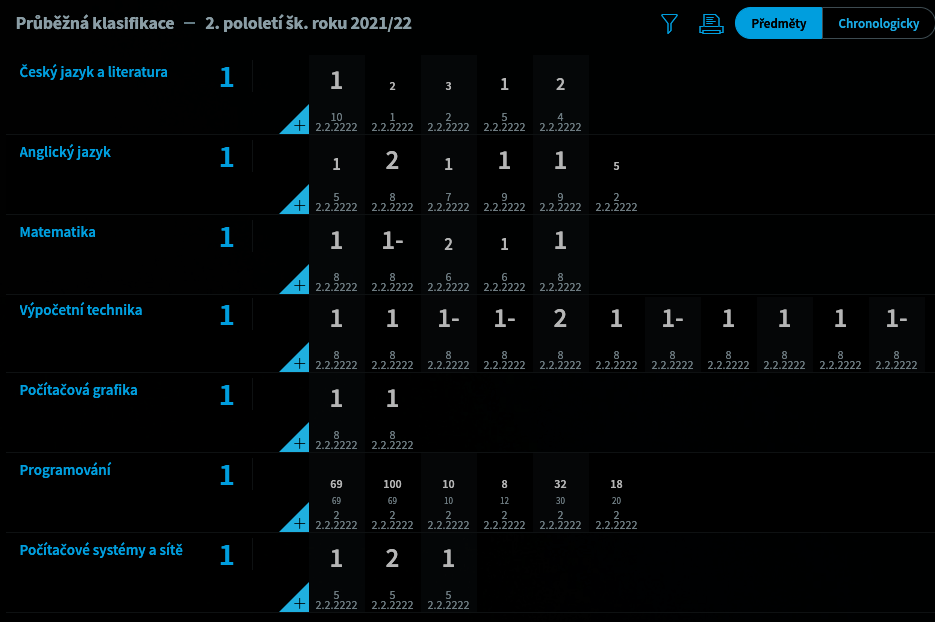 Průběžná klasifikace — 2. pololetí šk. roku 2021/22 Předměty Chronologicky
Český jazyk a literatura 1 1 2 3 1 2
+ 10 1 2 5 4
2.2.2222 2.2.2222 2.2.2222 2.2.2222 2.2.2222
Anglický jazyk 1 1 2 1 1 1 5
+ 5 8 7 9 9 2
2.2.2222 2.2.2222 2.2.2222 2.2.2222 2.2.2222 2.2.2222
Matematika 1 1 1- 2 1 1
+ 8 8 6 6 8
2.2.2222 2.2.2222 2.2.2222 2.2.2222 2.2.2222
Výpočetní technika 1 1 1 1- 1- 2 1 1- 1 1 1 1-
+ 8 8 8 8 8 8 8 8 8 8 8
2.2.2222 2.2.2222 2.2.2222 2.2.2222 2.2.2222 2.2.2222 2.2.2222 2.2.2222 2.2.2222 2.2.2222 2.2.2222
Počítačová grafika 1 1 1
+ 8 8
2.2.2222 2.2.2222
Programování 1 69 100 10 8 32 18
69 69 10 12 30 20
+ 2 2 2 2 2 2
2.2.2222 2.2.2222 2.2.2222 2.2.2222 2.2.2222 2.2.2222
Počítačové systémy a sítě 1 1 2 1
+ 5 5 5
2.2.2222 2.2.2222 2.2.2222